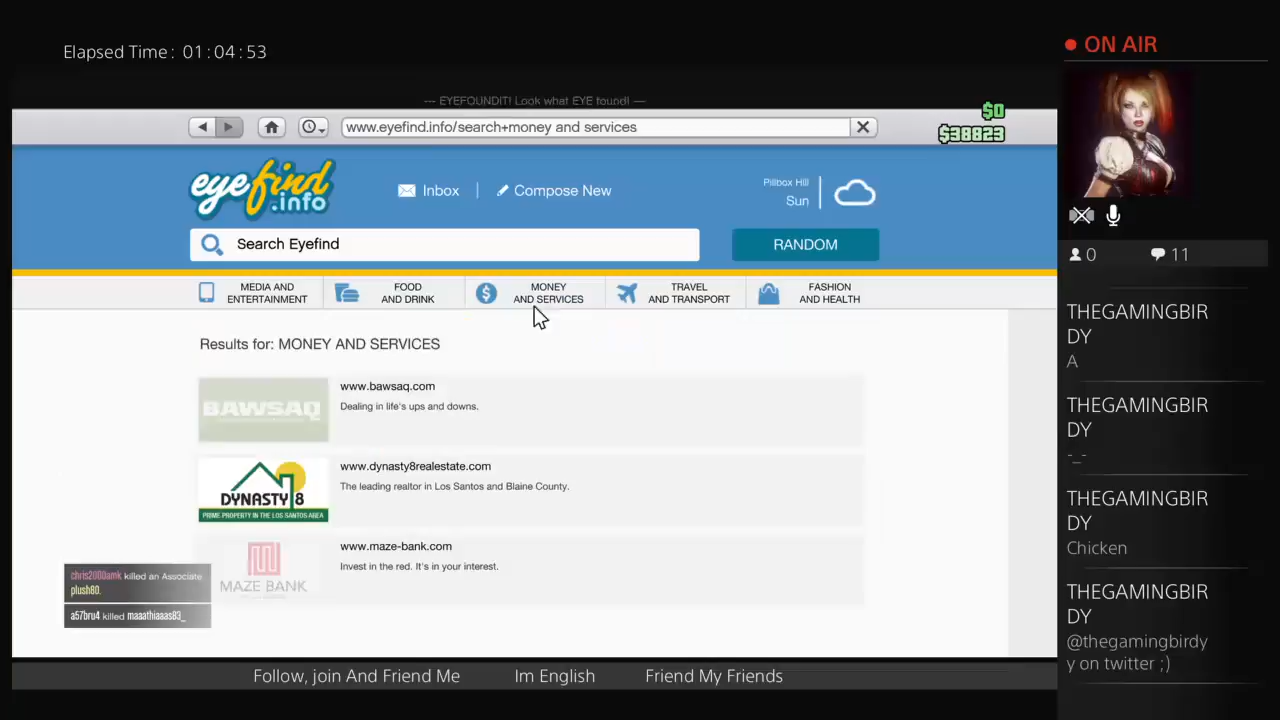 Elapsed Time: 01:04:53
ON AIR
--- EYEFOUNDIT! Look what EYE found! ---
www.eyefind.info/search+money and services
$0
$38823
eyefind
.info
Inbox
Compose New
Pillbox Hill
Sun
Search Eyefind
RANDOM
MEDIA AND
ENTERTAINMENT
FOOD
AND DRINK
MONEY
AND SERVICES
TRAVEL
AND TRANSPORT
FASHION
AND HEALTH
Results for: MONEY AND SERVICES
BAWSAQ
www.bawsaq.com
Dealing in life's ups and downs.
DYNASTY 8
PRIME PROPERTY IN THE LOS SANTOS AREA
www.dynasty8realestate.com
The leading realtor in Los Santos and Blaine County.
MAZE BANK
www.maze-bank.com
Invest in the red. It's in your interest.
chris2000amk killed an Associate
plush80.
a57bru4 killed maaathiaaas83_
0
11
THEGAMINGBIR
DY
A
THEGAMINGBIR
DY
-_-
THEGAMINGBIR
DY
Chicken
THEGAMINGBIR
DY
@thegamingbirdy
y on twitter ;)
Follow, join And Friend Me
Im English
Friend My Friends